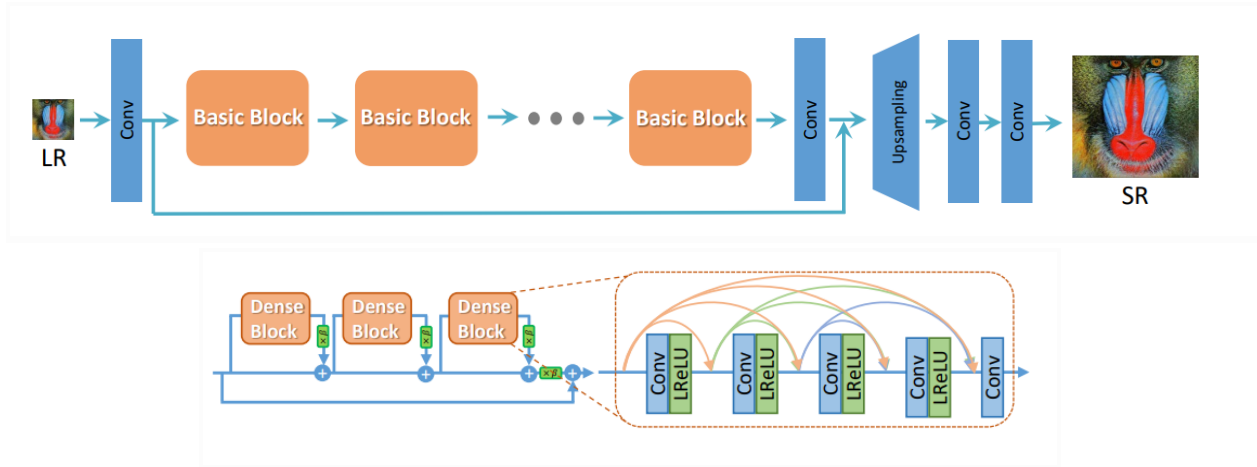 LR
Conv
Basic Block
Basic Block
Basic Block
Conv
Upsampling
Conv
Conv
SR
Dense
Block
×β
Dense
Block
×β
Dense
Block
×β
×β
Conv
LReLU
Conv
LReLU
Conv
LReLU
Conv
LReLU
Conv